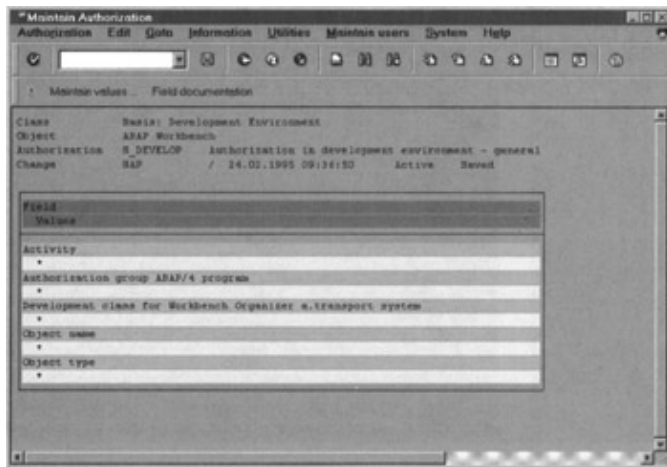 Maintain Authorization
Authorization Edit Goto Information Utilities Maintain users System Help
Maintain values... Field documentation
Class Basis: Development Environment
Object ABAP Workbench
Authorization S_DEVELOP Authorization in development environment - general
Change SAP / 24.02.1995 09:36:50 Active Saved
Field
Values
Activity
*
Authorization group ABAP/4 program
*
Development class for Workbench Organizer a.transport system
*
Object name
*
Object type
*